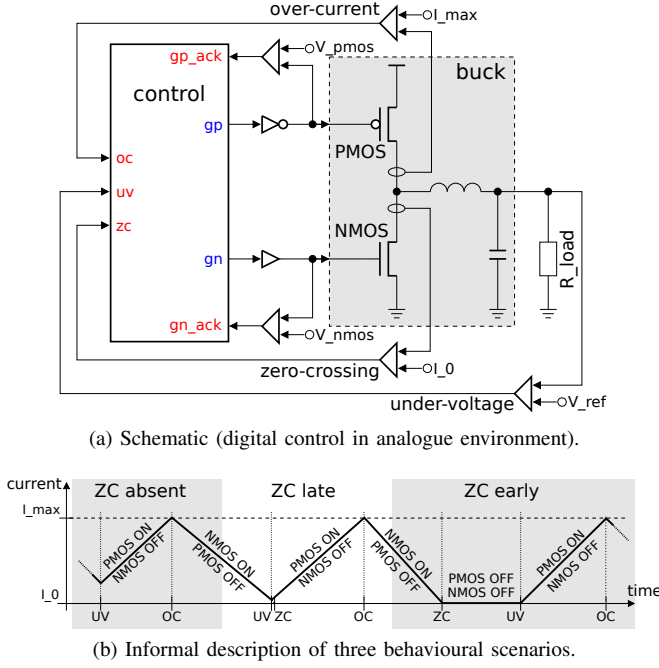 over-current
I_max
gp_ack
V_pmos
buck
control
gp
PMOS
oc
uv
zc
NMOS
gn
R_load
gn_ack
V_nmos
zero-crossing
I_0
under-voltage
V_ref
(a) Schematic (digital control in analogue environment).
current
ZC absent
ZC late
ZC early
I_max
PMOS ON
NMOS OFF
NMOS ON
PMOS OFF
PMOS ON
NMOS OFF
NMOS ON
PMOS OFF
PMOS OFF
NMOS OFF
PMOS ON
NMOS OFF
I_0
time
UV
OC
UV
ZC
OC
ZC
UV
OC
(b) Informal description of three behavioural scenarios.